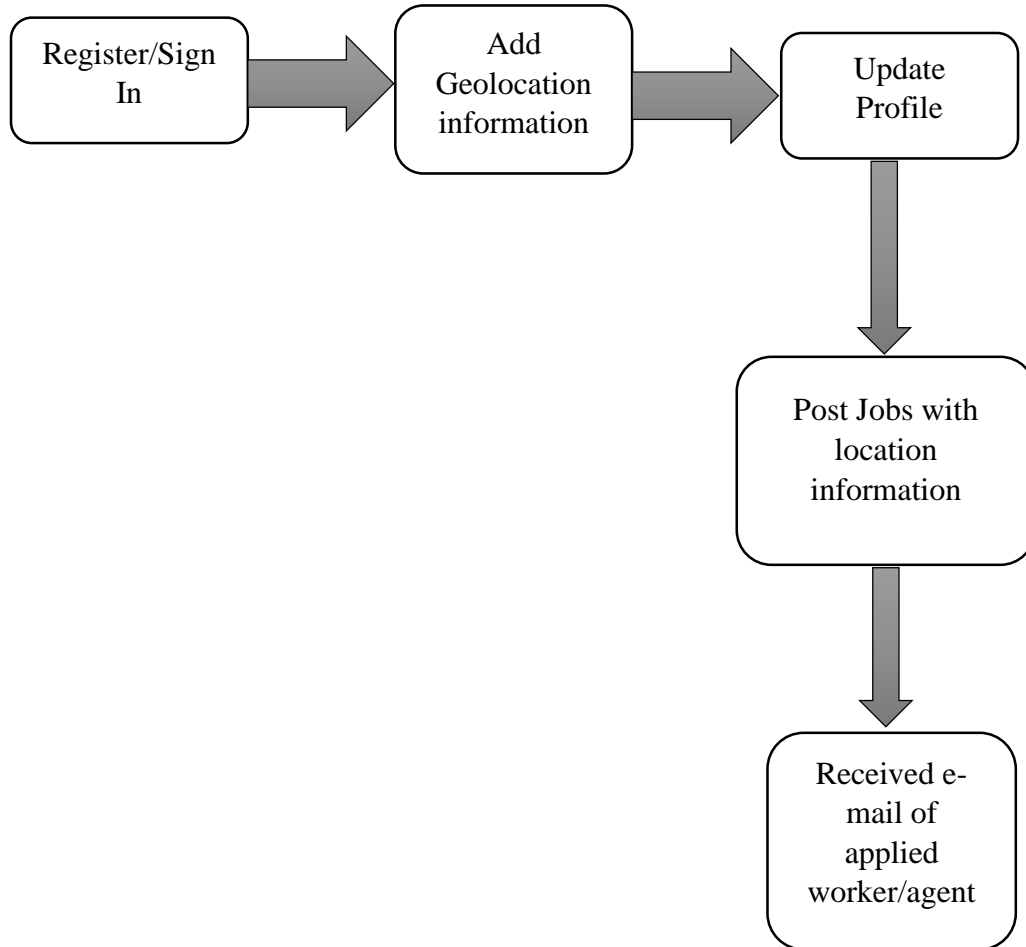 Register/Sign
In
Add
Geolocation
information
Update
Profile
Post Jobs with
location
information
Received e-
mail of
applied
worker/agent